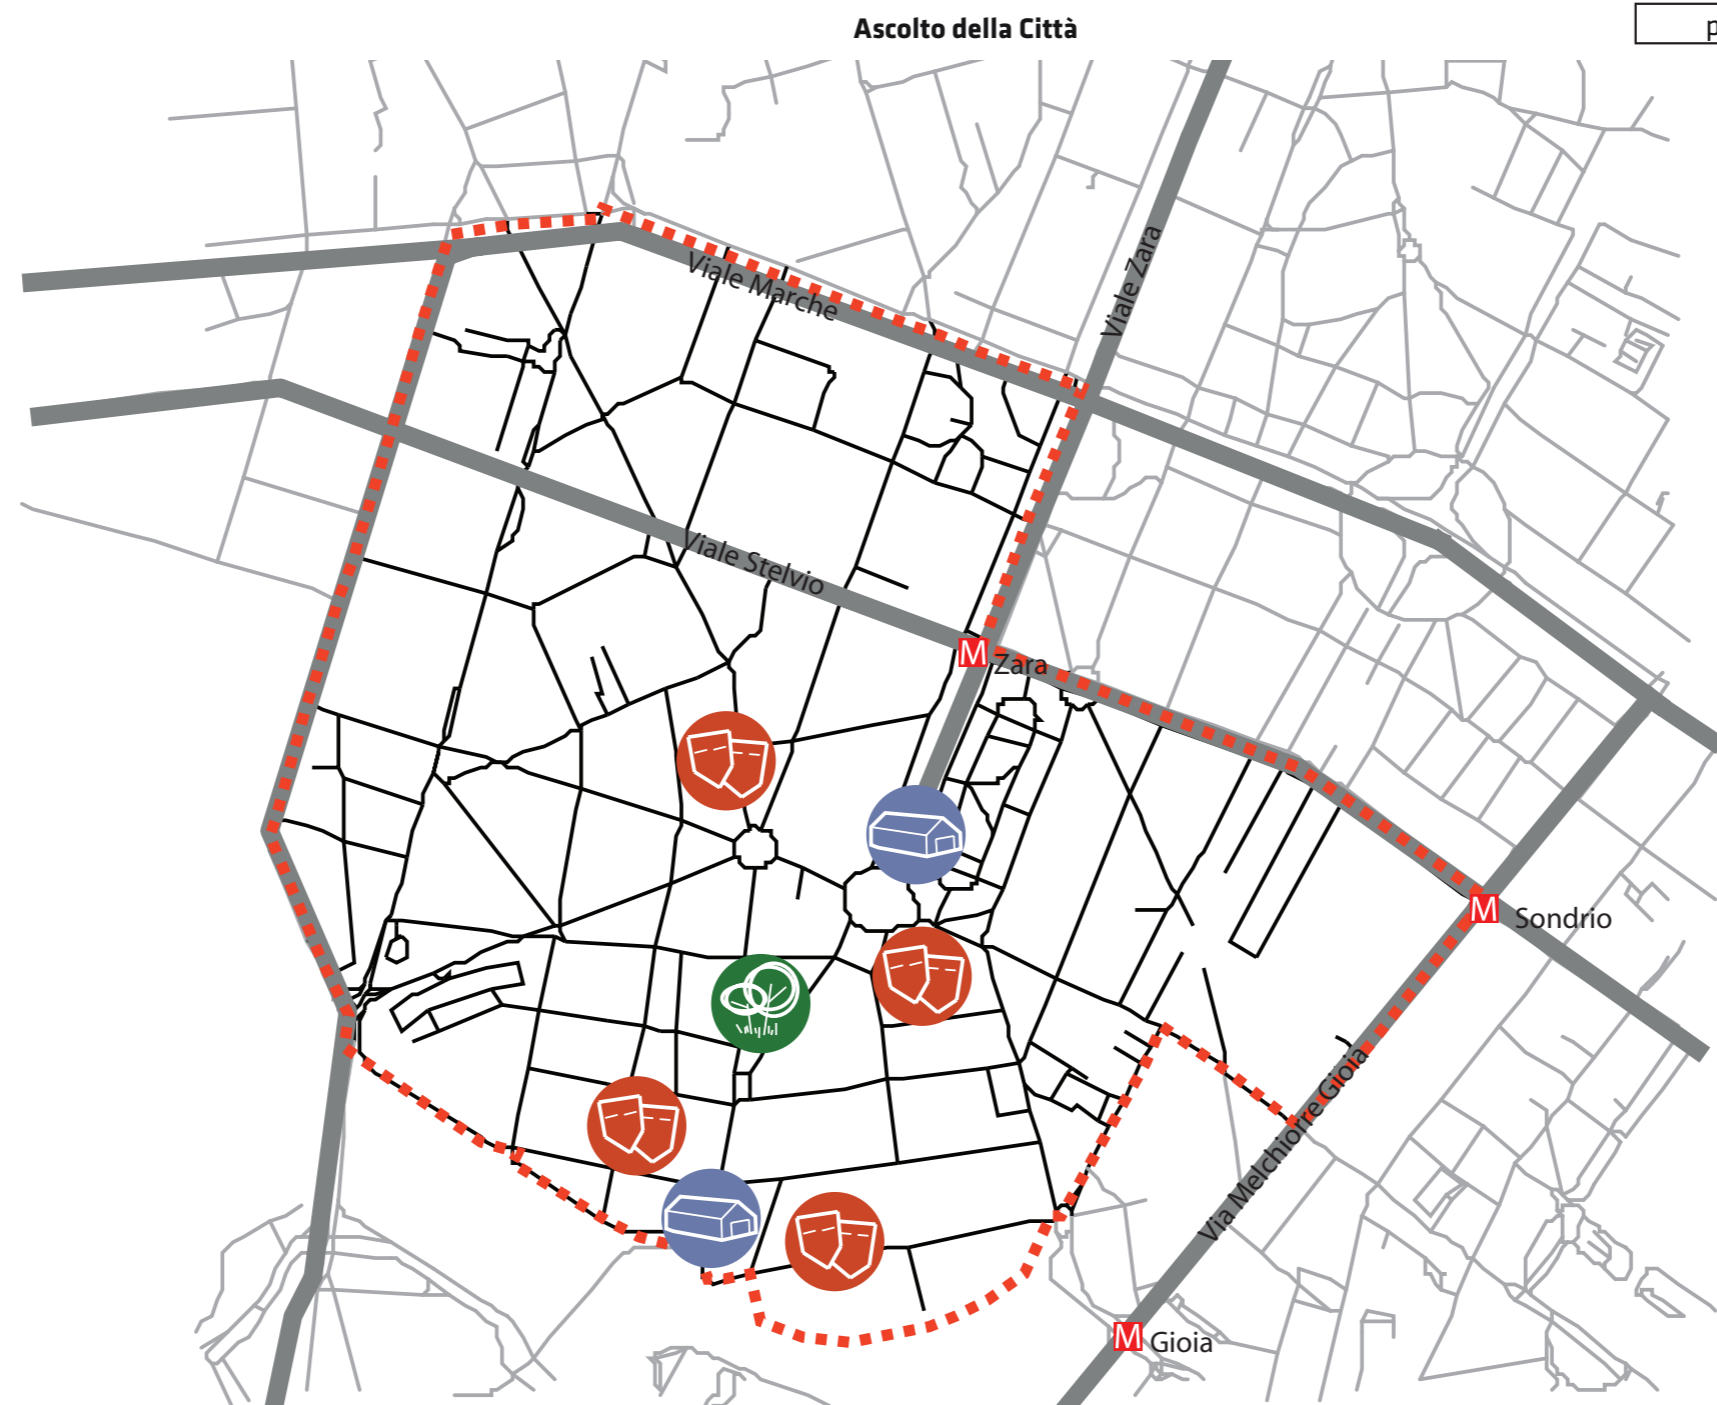 Ascolto della Città
p
Viale Zara
Viale Marche
Viale Stelvio
M Zara
M Sondrio
Via Melchiorre Gioia
M Gioia